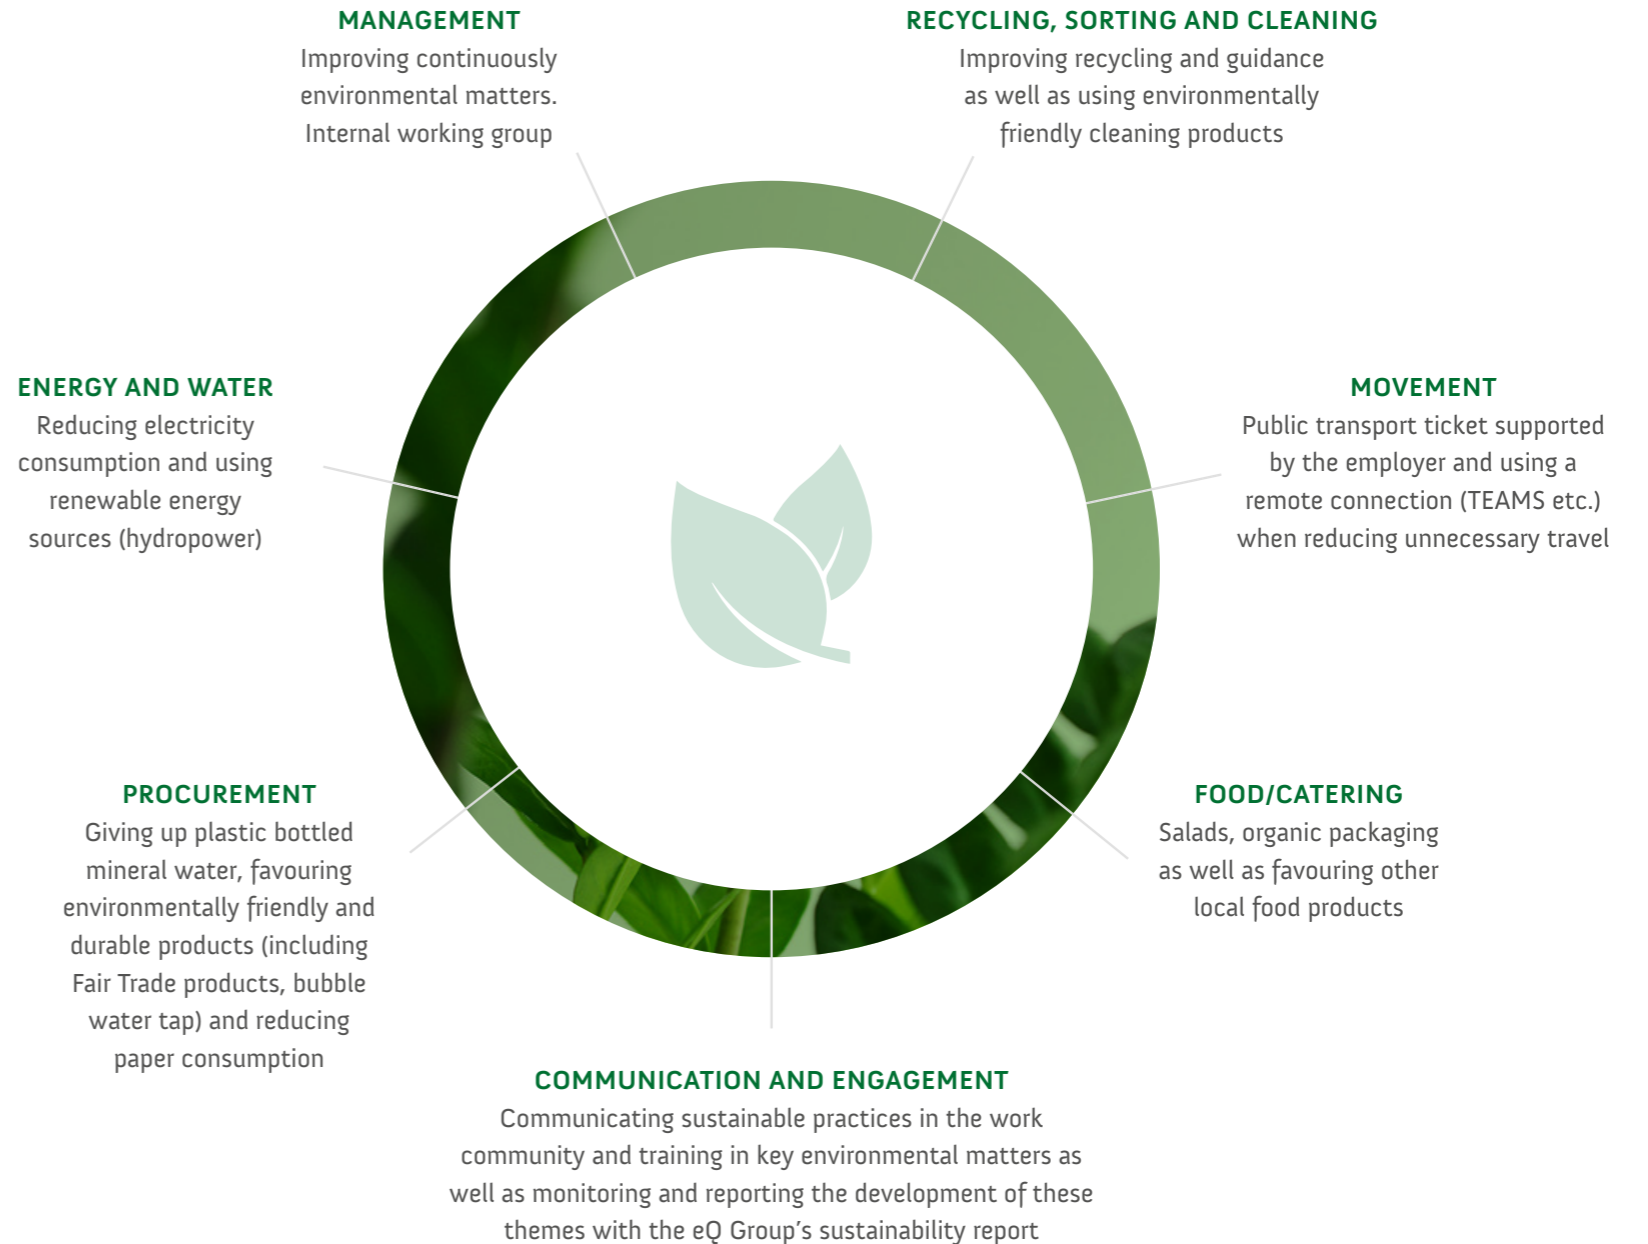 MANAGEMENT
Improving continuously
environmental matters.
Internal working group
RECYCLING, SORTING AND CLEANING
Improving recycling and guidance
as well as using environmentally
friendly cleaning products
ENERGY AND WATER
Reducing electricity
consumption and using
renewable energy
sources (hydropower)
MOVEMENT
Public transport ticket supported
by the employer and using a
remote connection (TEAMS etc.)
when reducing unnecessary travel
PROCUREMENT
Giving up plastic bottled
mineral water, favouring
environmentally friendly and
durable products (including
Fair Trade products, bubble
water tap) and reducing
paper consumption
FOOD/CATERING
Salads, organic packaging
as well as favouring other
local food products
COMMUNICATION AND ENGAGEMENT
Communicating sustainable practices in the work
community and training in key environmental matters as
well as monitoring and reporting the development of these
themes with the eQ Group’s sustainability report